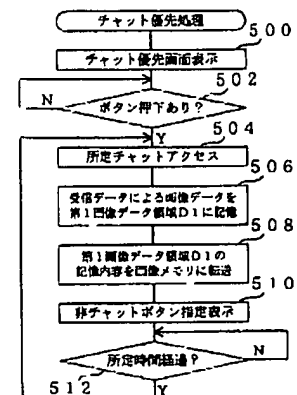 チャット優先処理
500
チャット優先画面表示
502
N
ボタン押下あり？
Y
504
所定チャットアクセス
506
受信データによる画像データを
第1画像データ領域D1に記憶
508
第1画像データ領域D1の
記憶内容を画像メモリに転送
510
非チャットボタン指定表示
所定時間経過？
N
512
Y